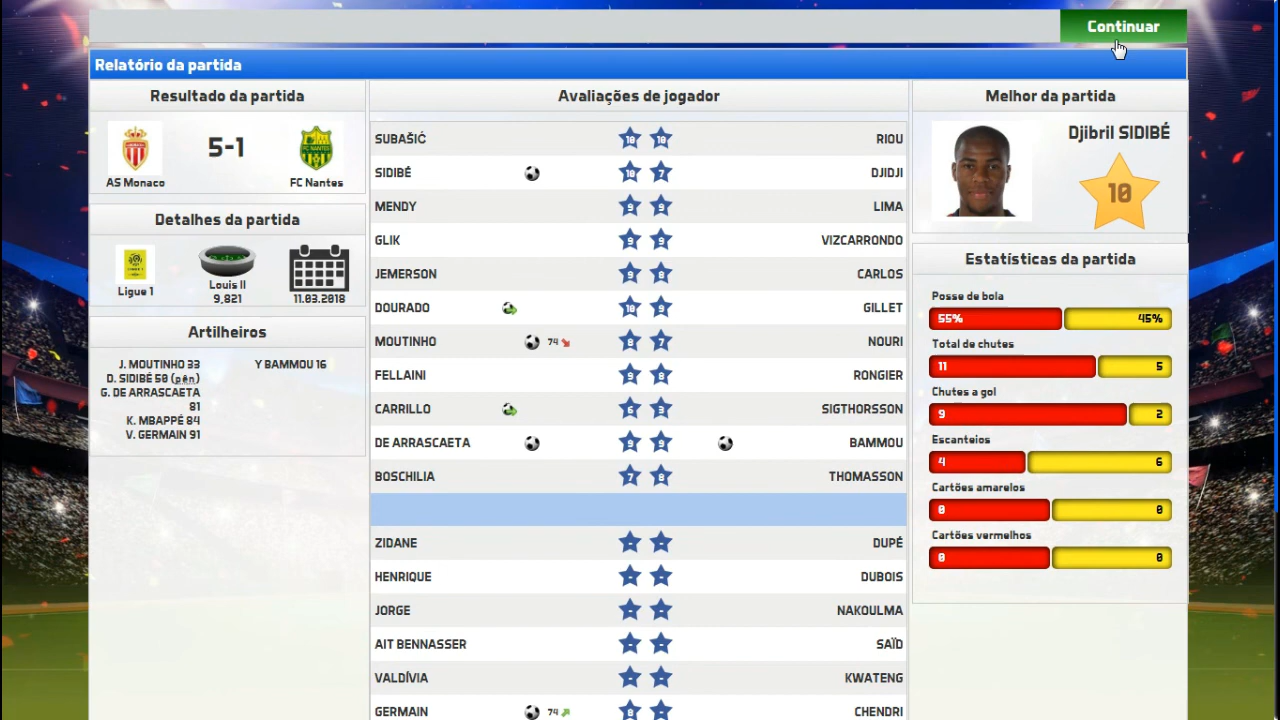 Continuar
Relatório da partida
Resultado da partida
5-1
AS Monaco
FC Nantes
Detalhes da partida
Ligue 1
Louis II
9,821
11.03.2018
Artilheiros
J. MOUTINHO 33
D. SIDIBÉ 58 (pén)
G. DE ARRASCAETA
81
K. MBAPPÉ 84
V. GERMAIN 91
Y BAMMOU 16
Avaliações de jogador
SUBAŠIĆ 10 10 RIOU
SIDIBÉ 10 7 DJIDJI
MENDY 9 9 LIMA
GLIK 9 9 VIZCARRONDO
JEMERSON 9 8 CARLOS
DOURADO 10 9 GILLET
MOUTINHO 74 8 7 NOURI
FELLAINI 9 8 RONGIER
CARRILLO 6 3 SIGTHORSSON
DE ARRASCAETA 9 9 BAMMOU
BOSCHILIA 7 8 THOMASSON
ZIDANE - - DUPÉ
HENRIQUE - - DUBOIS
JORGE - - NAKOULMA
AIT BENNASSER - - SAÏD
VALDÍVIA - - KWATENG
GERMAIN 74 8 - CHENDRI
Melhor da partida
Djibril SIDIBÉ
10
Estatísticas da partida
Posse de bola
55% 45%
Total de chutes
11 5
Chutes a gol
9 2
Escanteios
4 6
Cartões amarelos
0 0
Cartões vermelhos
0 0